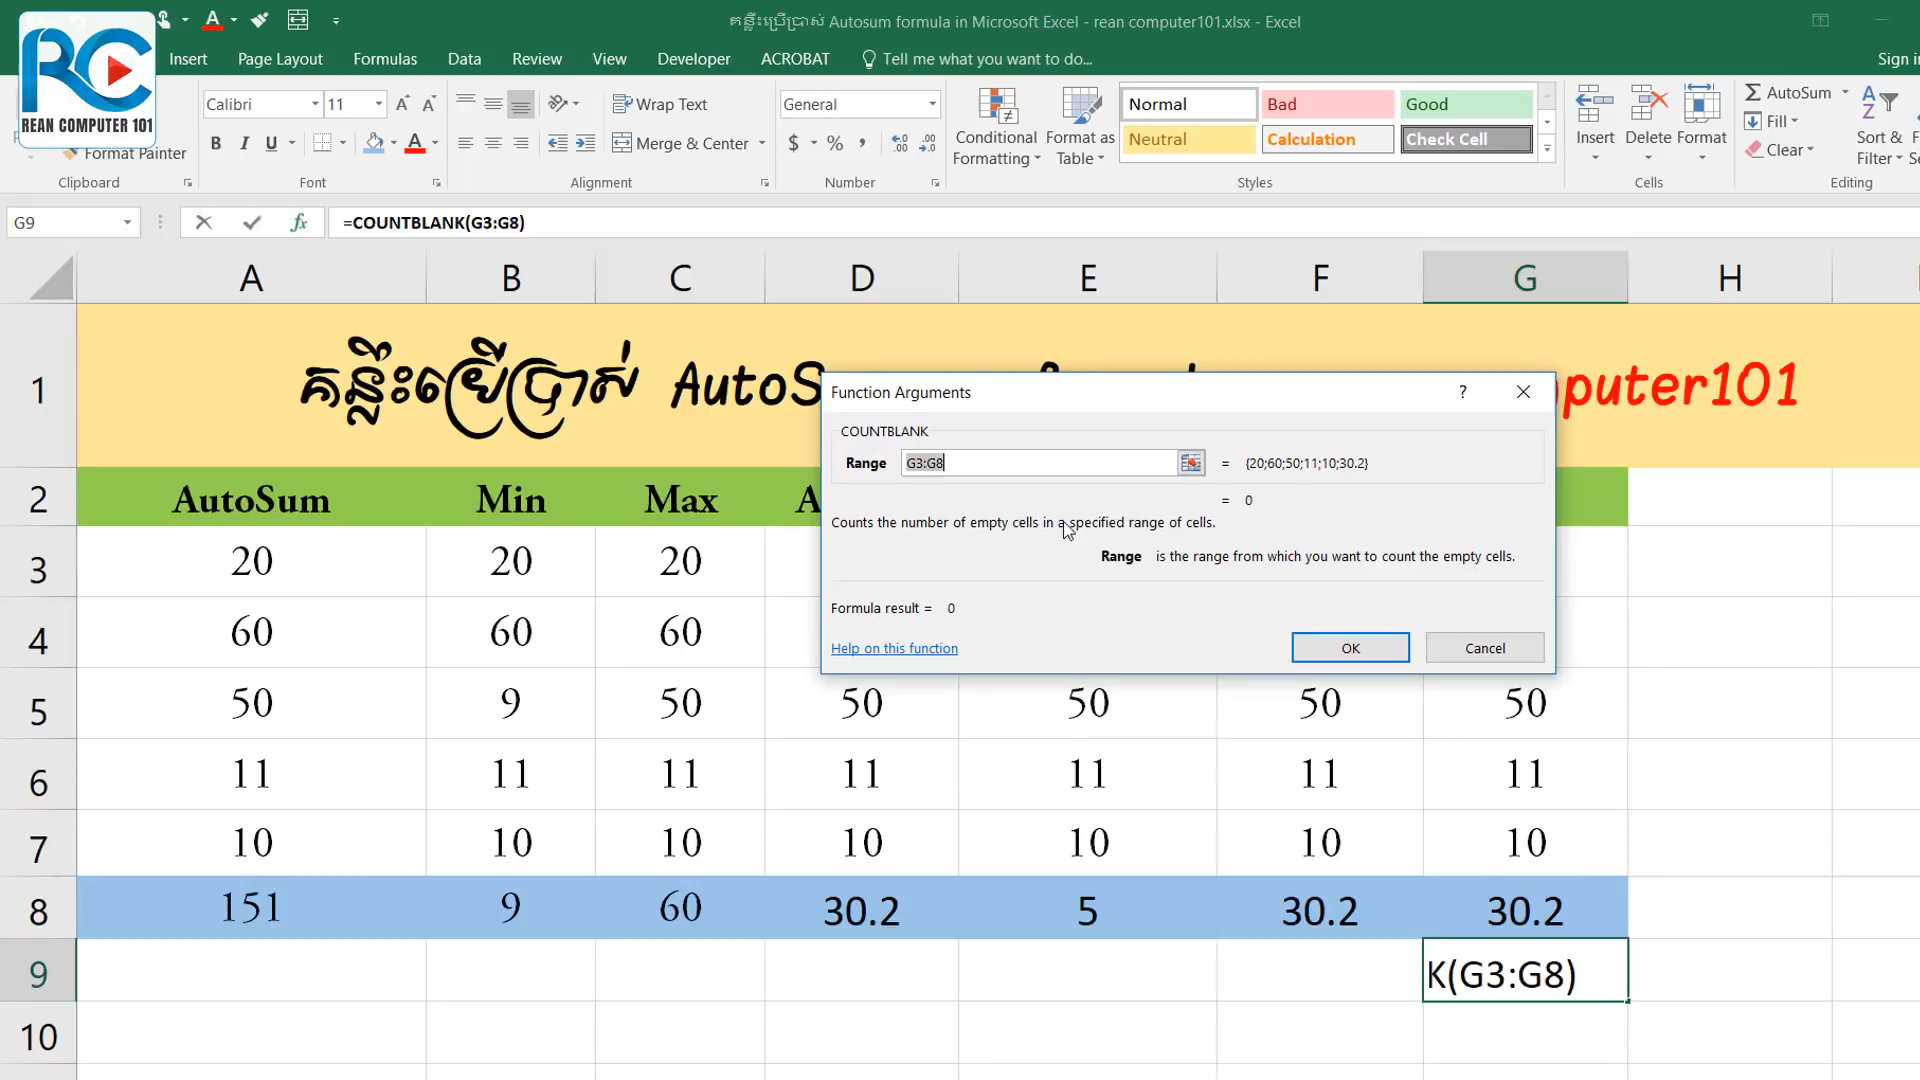 គន្លឹះប្រើប្រាស់ Autosum formula in Microsoft Excel - rean computer101.xlsx - Excel
RC
REAN COMPUTER 101
Insert Page Layout Formulas Data Review View Developer ACROBAT Tell me what you want to do... Sign in
Calibri 11 Wrap Text General Normal Bad Good AutoSum
Format Painter B I U Merge & Center $ % Conditional Formatting Format as Table Neutral Calculation Check Cell Insert Delete Format Fill Clear Sort & Filter
Clipboard Font Alignment Number Styles Cells Editing
G9 fx =COUNTBLANK(G3:G8)
A B C D E F G H
1 គន្លឹះប្រើប្រាស់ AutoS puter101
2 AutoSum Min Max A
3 20 20 20
4 60 60 60
5 50 9 50 50 50 50 50
6 11 11 11 11 11 11 11
7 10 10 10 10 10 10 10
8 151 9 60 30.2 5 30.2 30.2
9 K(G3:G8)
10
Function Arguments ?
COUNTBLANK
Range G3:G8 = {20;60;50;11;10;30.2}
= 0
Counts the number of empty cells in a specified range of cells.
Range is the range from which you want to count the empty cells.
Formula result = 0
Help on this function OK Cancel